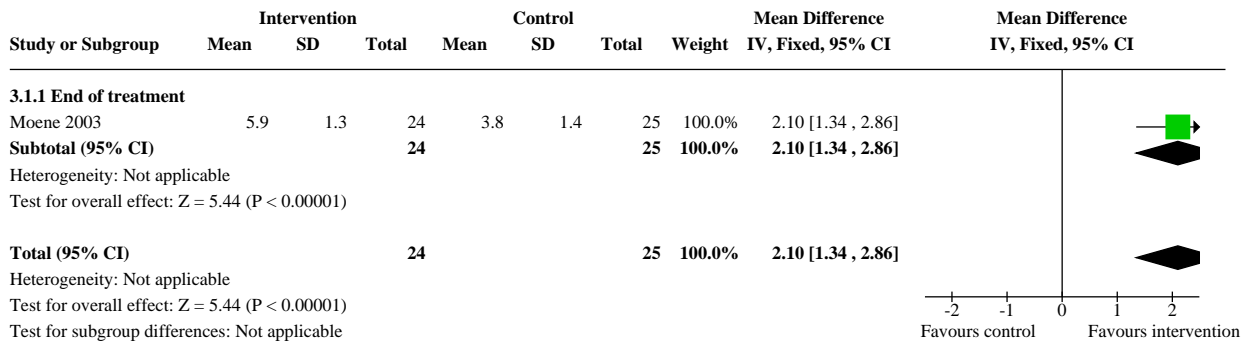 Intervention Control Mean Difference Mean Difference
Study or Subgroup Mean SD Total Mean SD Total Weight IV, Fixed, 95% CI IV, Fixed, 95% CI
3.1.1 End of treatment
Moene 2003 5.9 1.3 24 3.8 1.4 25 100.0% 2.10 [1.34 , 2.86]
Subtotal (95% CI) 24 25 100.0% 2.10 [1.34 , 2.86]
Heterogeneity: Not applicable
Test for overall effect: Z = 5.44 (P < 0.00001)
Total (95% CI) 24 25 100.0% 2.10 [1.34 , 2.86]
Heterogeneity: Not applicable
Test for overall effect: Z = 5.44 (P < 0.00001)
-2 -1 0 1 2
Test for subgroup differences: Not applicable Favours control Favours intervention